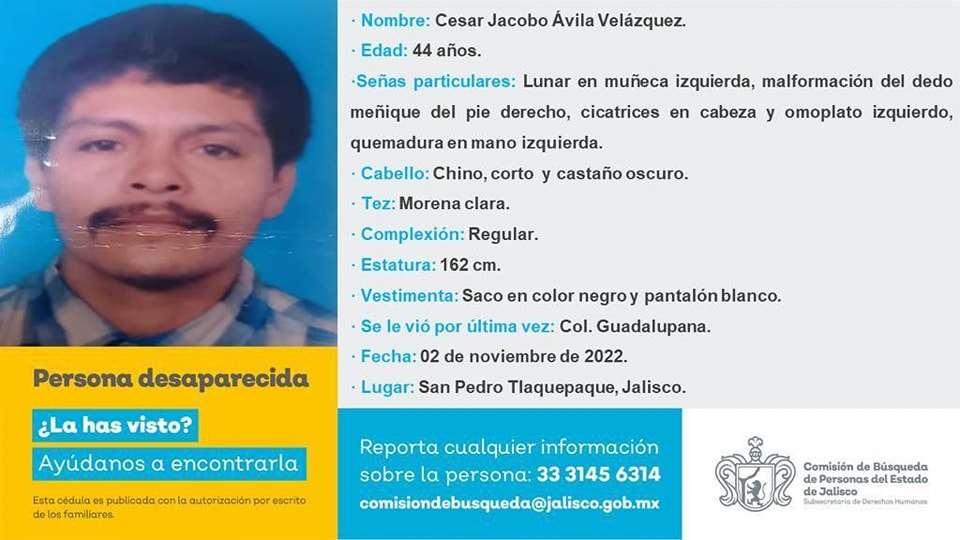 · Nombre: Cesar Jacobo Ávila Velázquez.
· Edad: 44 años.
·Señas particulares: Lunar en muñeca izquierda, malformación del dedo
meñique del pie derecho, cicatrices en cabeza y omoplato izquierdo,
quemadura en mano izquierda.
· Cabello: Chino, corto y castaño oscuro.
· Tez: Morena clara.
· Complexión: Regular.
· Estatura: 162 cm.
· Vestimenta: Saco en color negro y pantalón blanco.
· Se le vió por última vez: Col. Guadalupana.
· Fecha: 02 de noviembre de 2022.
· Lugar: San Pedro Tlaquepaque, Jalisco.
Persona desaparecida
¿La has visto?
Ayúdanos a encontrarla
Esta cédula es publicada con la autorización por escrito
de los familiares.
Reporta cualquier información
sobre la persona: 33 3145 6314
comisiondebusqueda@jalisco.gob.mx
Comisión de Búsqueda
de Personas del Estado
de Jalisco
Subsecretaría de Derechos Humanos